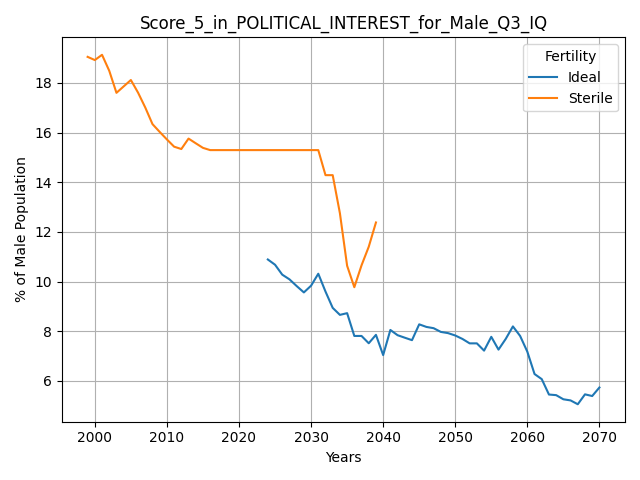 Score_5_in_POLITICAL_INTEREST_for_Male_Q3_IQ
Fertility
Ideal
Sterile
% of Male Population
18
16
14
12
10
8
6
2000 2010 2020 2030 2040 2050 2060 2070
Years